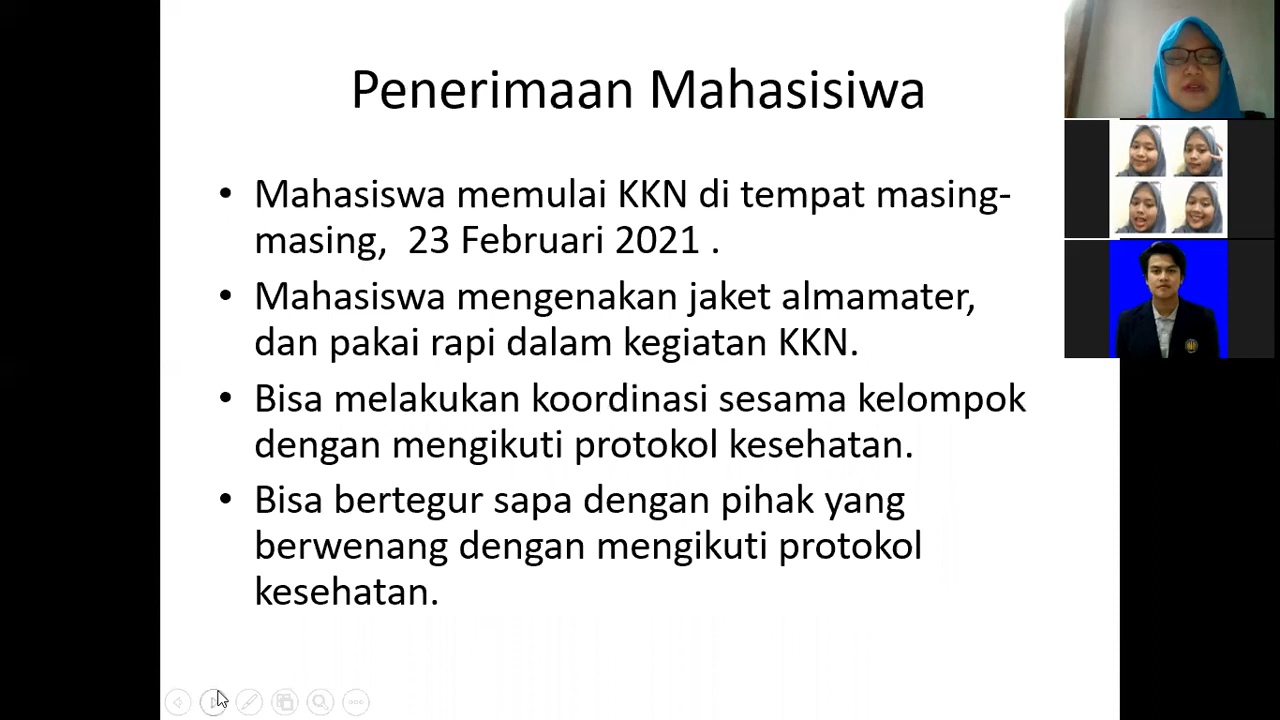 Penerimaan Mahasisiwa
• Mahasiswa memulai KKN di tempat masing-
masing,  23 Februari 2021 .
• Mahasiswa mengenakan jaket almamater,
dan pakai rapi dalam kegiatan KKN.
• Bisa melakukan koordinasi sesama kelompok
dengan mengikuti protokol kesehatan.
• Bisa bertegur sapa dengan pihak yang
berwenang dengan mengikuti protokol
kesehatan.